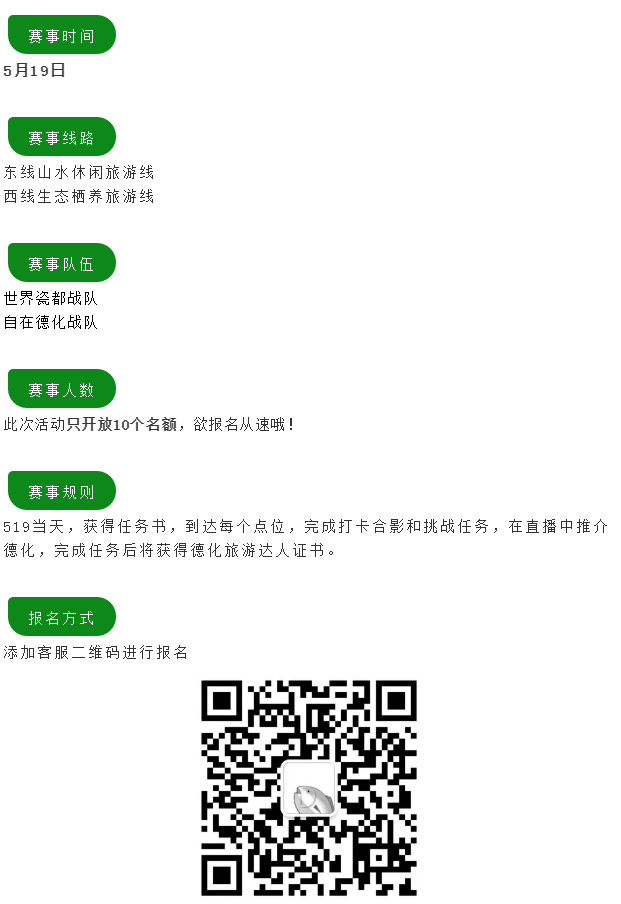 赛事时间
5月19日
赛事线路
东线山水休闲旅游线
西线生态栖养旅游线
赛事队伍
世界瓷都战队
自在德化战队
赛事人数
此次活动只开放10个名额，欲报名从速哦！
赛事规则
519当天，获得任务书，到达每个点位，完成打卡合影和挑战任务，在直播中推介
德化，完成任务后将获得德化旅游达人证书。
报名方式
添加客服二维码进行报名